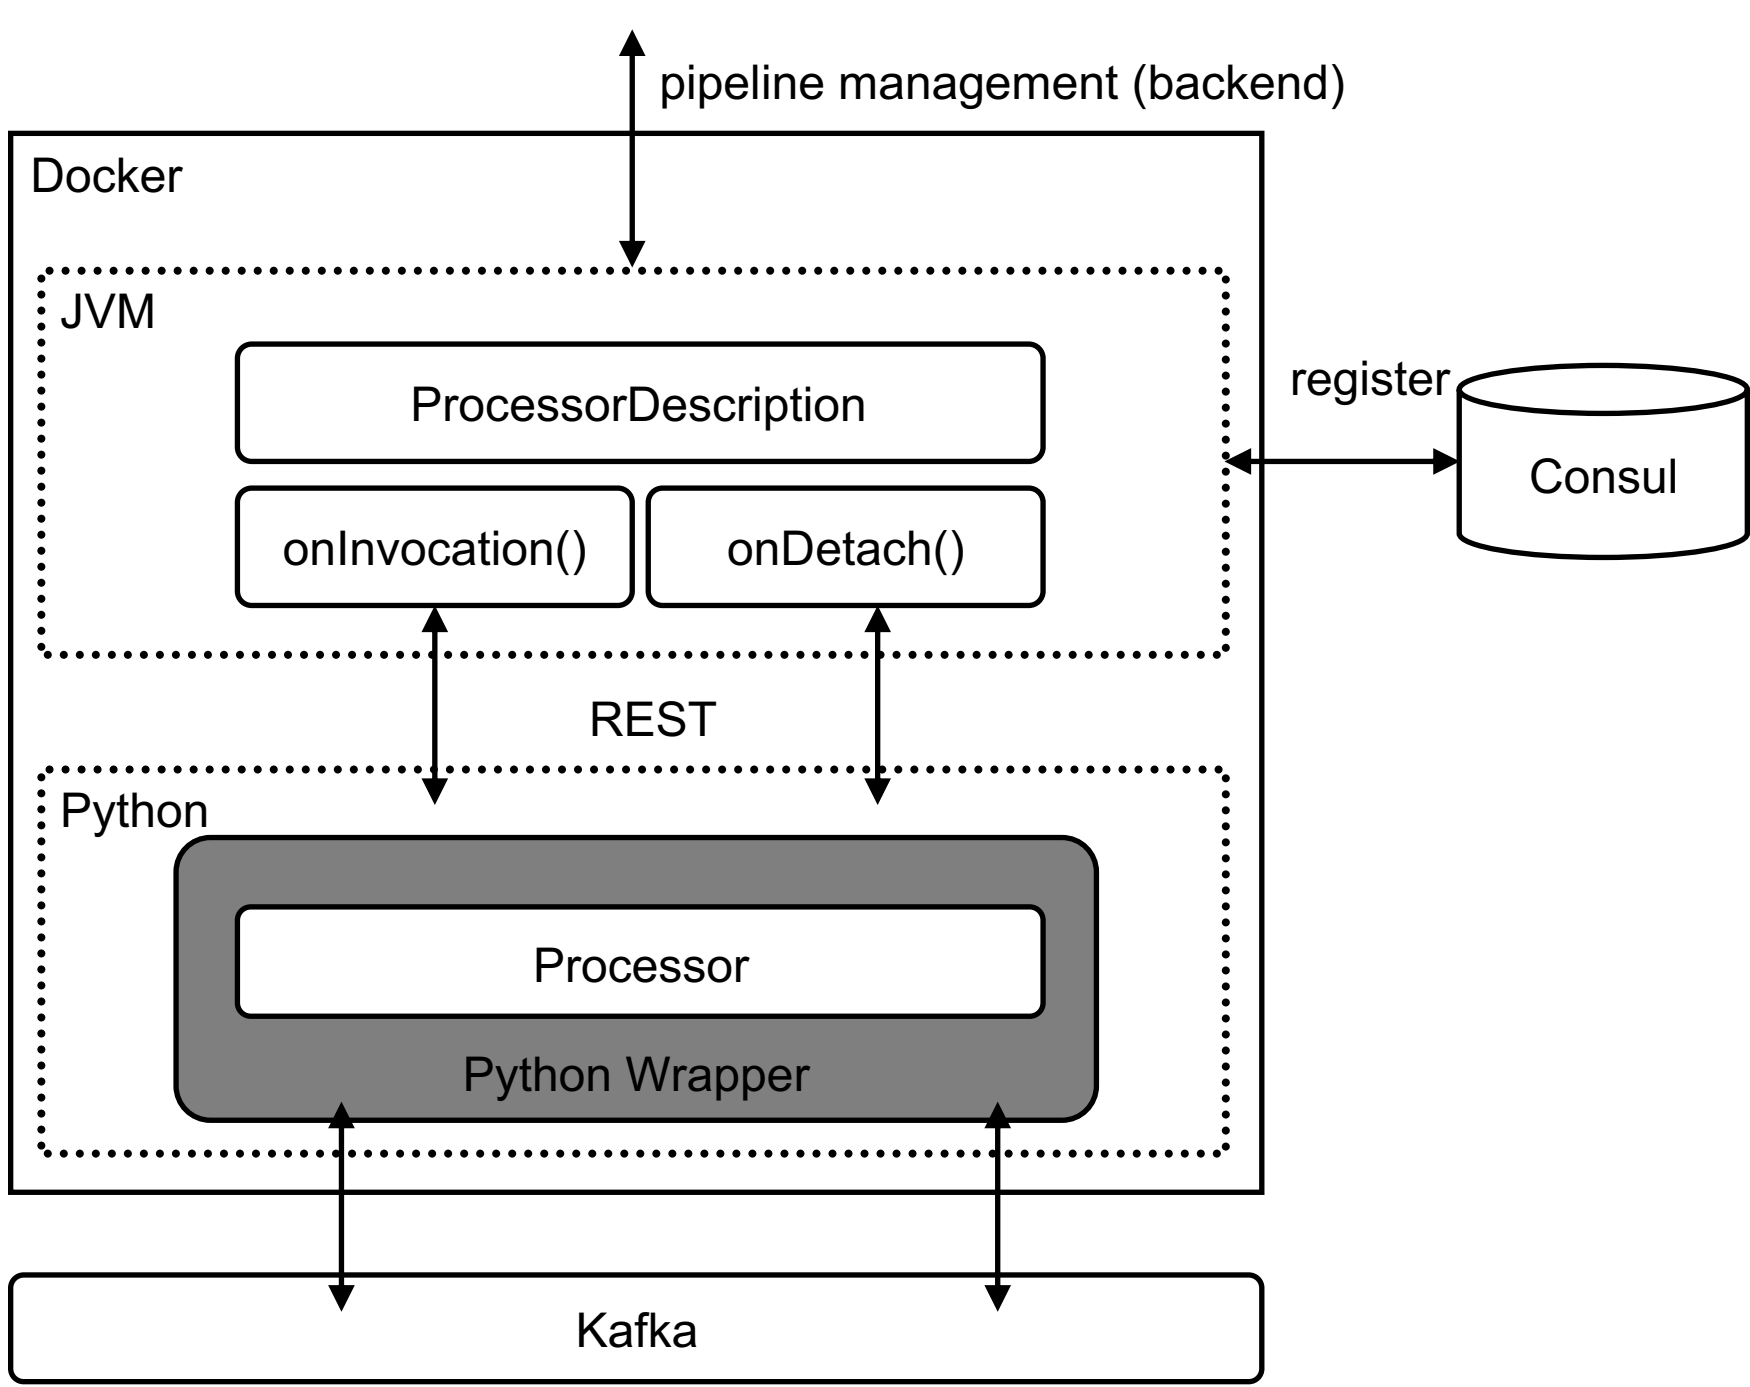 pipeline management (backend)
Docker
JVM
ProcessorDescription
register
Consul
onInvocation()
onDetach()
REST
Python
Processor
Python Wrapper
Kafka